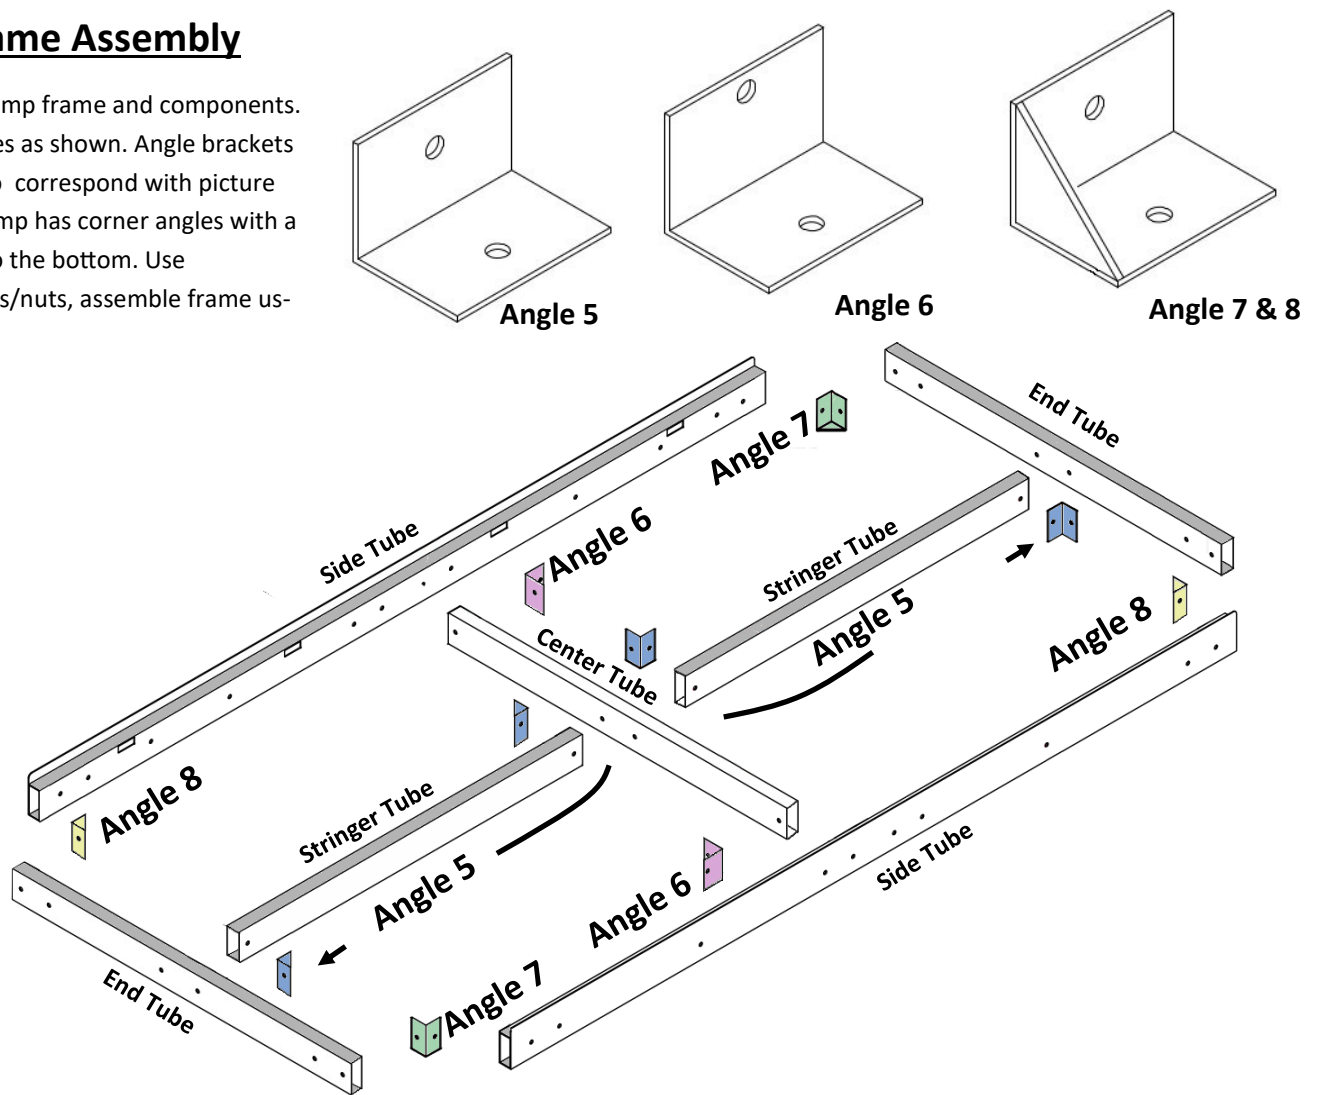 ame Assembly
amp frame and components.
es as shown. Angle brackets
o correspond with picture
mp has corner angles with a
o the bottom. Use
s/nuts, assemble frame us-
Angle 5
Angle 6
Angle 7 & 8
End Tube
Angle 7
Side Tube
Angle 6
Stringer Tube
Angle 5
Center Tube
Angle 8
Angle 8
Stringer Tube
Angle 5
Angle 6
Side Tube
End Tube
Angle 7